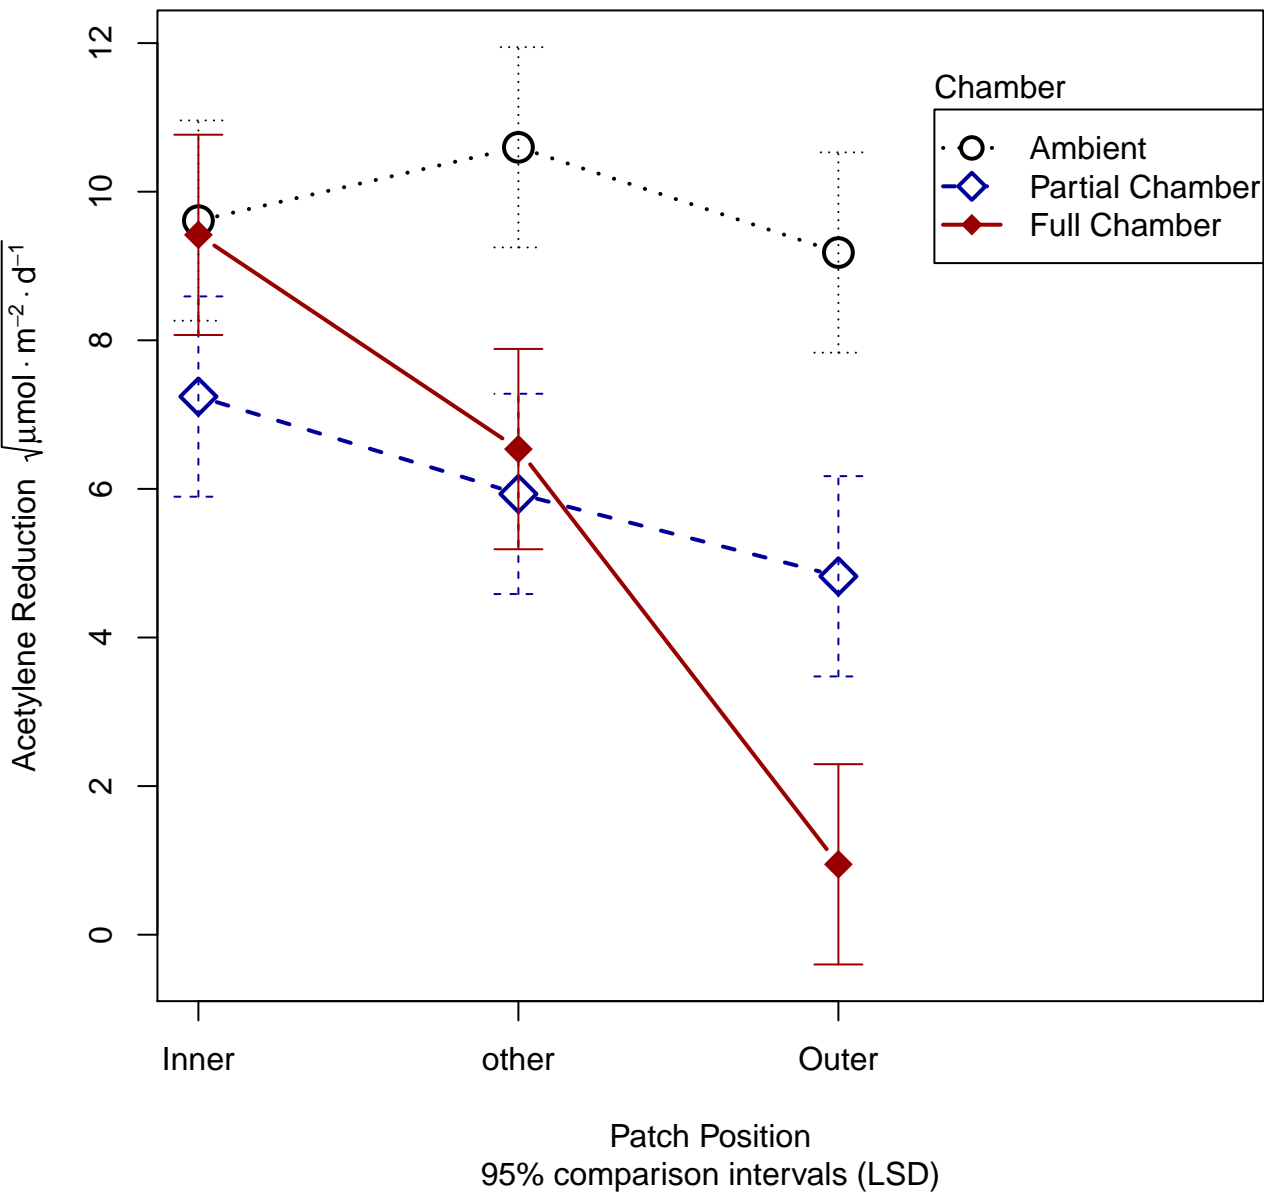 12
10
8
6
4
2
0
Acetylene Reduction √μmol · m⁻² · d⁻¹
Chamber
Ambient
Partial Chamber
Full Chamber
Inner other Outer
Patch Position
95% comparison intervals (LSD)